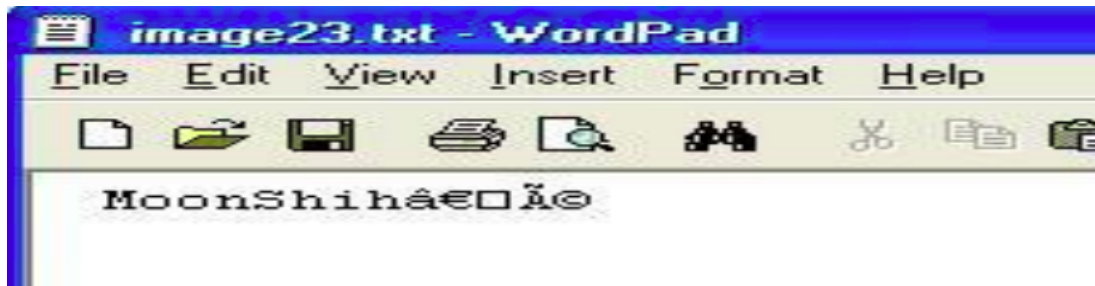 image23.txt - WordPad
File Edit View Insert Format Help
MoonShihâ€□Ã©